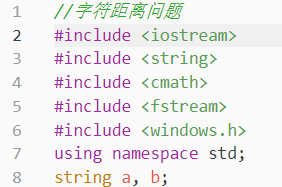 1 //字符距离问题
2 #include <iostream>
3 #include <string>
4 #include <cmath>
5 #include <fstream>
6 #include <windows.h>
7 using namespace std;
8 string a, b;